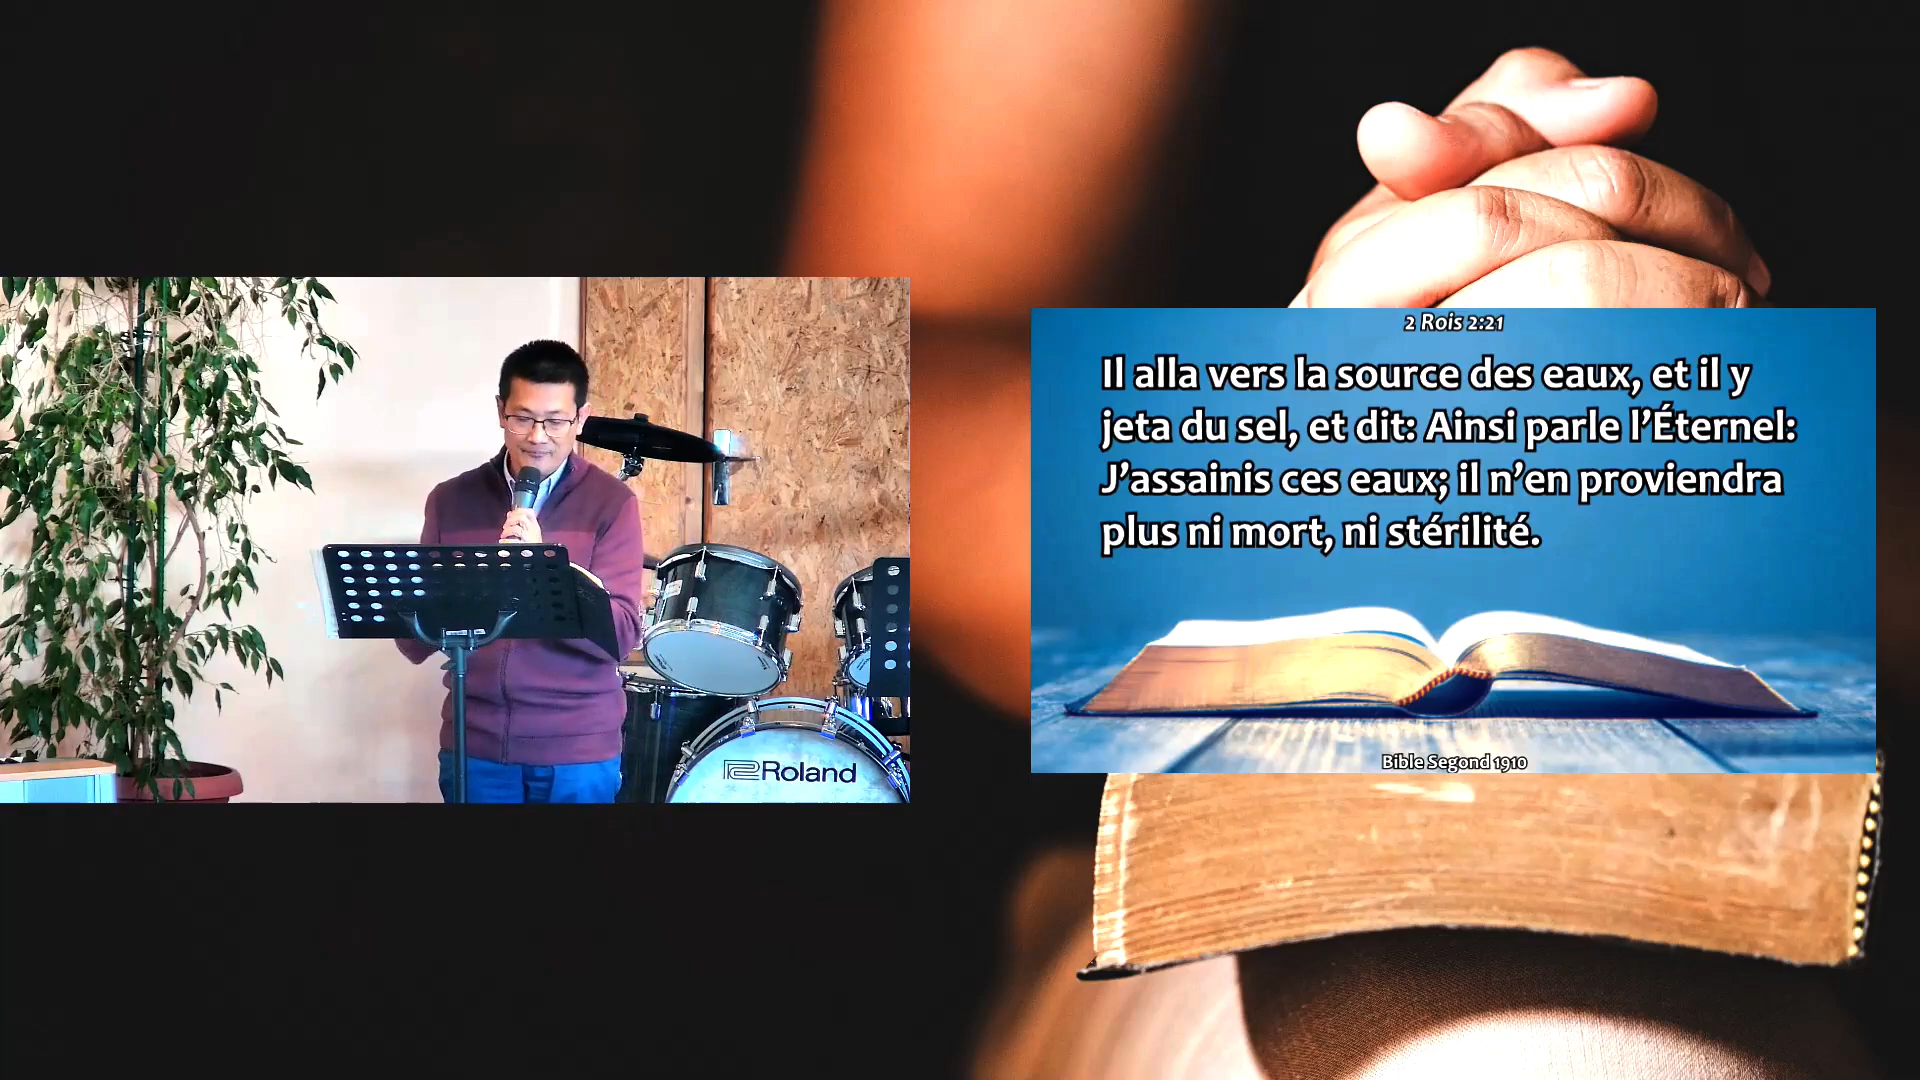 2 Rois 2:21
Il alla vers la source des eaux, et il y
jeta du sel, et dit: Ainsi parle l'Éternel:
J'assainis ces eaux; il n'en proviendra
plus ni mort, ni stérilité.
Bible Segond 1910
Roland